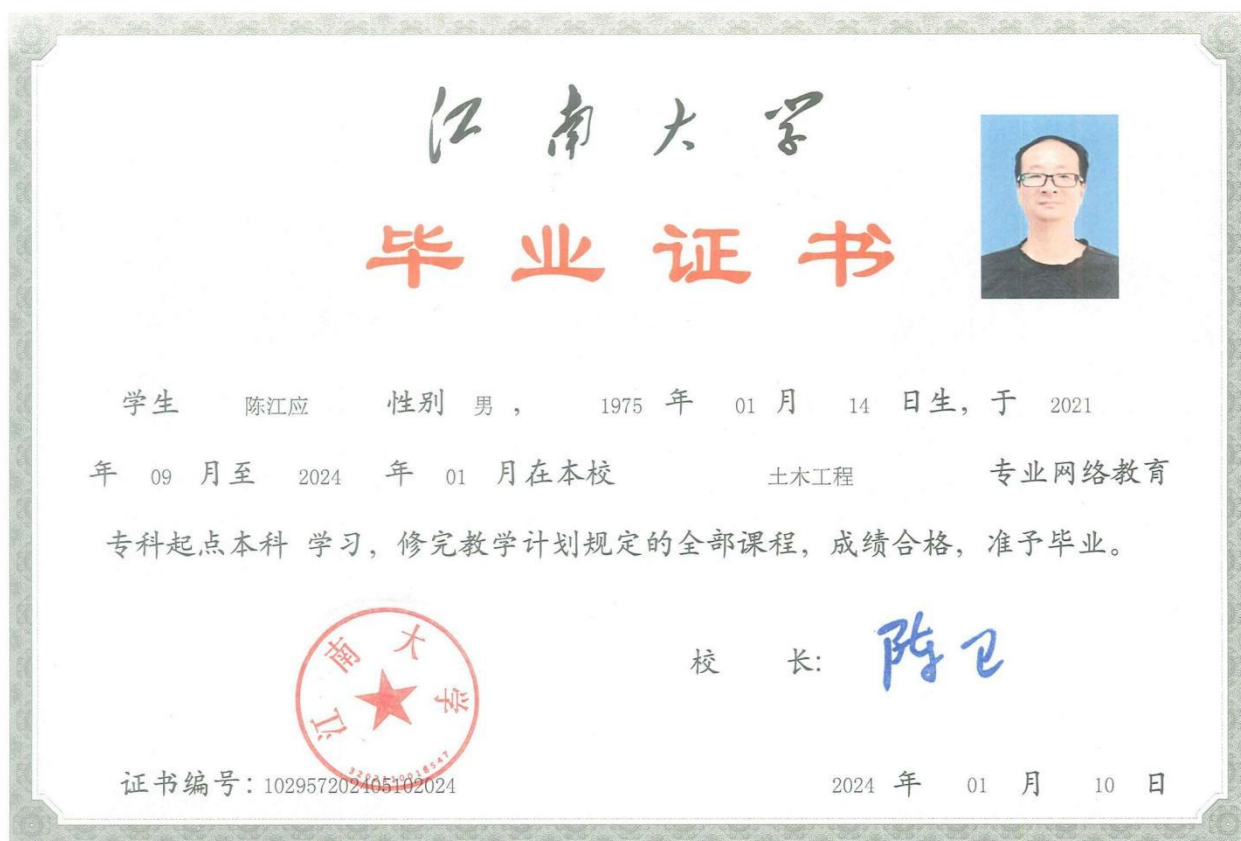 江南大学
毕业证书
学生 陈江应 性别 男 , 1975 年 01 月 14 日生, 于 2021
年 09 月至 2024 年 01 月在本校 土木工程 专业网络教育
专科起点本科 学习, 修完教学计划规定的全部课程, 成绩合格, 准予毕业。
江南大学
3202110018547
校 长: 陈卫
证书编号: 102957202405102024
2024 年 01 月 10 日